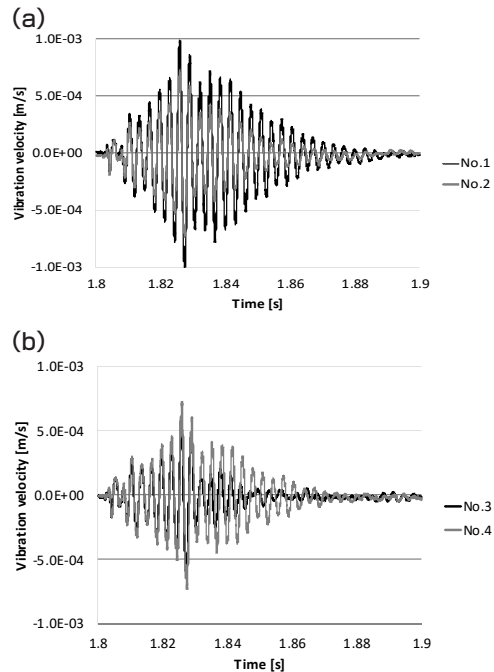 (a)
1.0E-03
5.0E-04
0.0E+00
-5.0E-04
-1.0E-03
Vibration velocity [m/s]
1.8 1.82 1.84 1.86 1.88 1.9
Time [s]
No.1
No.2
(b)
1.0E-03
5.0E-04
0.0E+00
-5.0E-04
-1.0E-03
Vibration velocity [m/s]
1.8 1.82 1.84 1.86 1.88 1.9
Time [s]
No.3
No.4